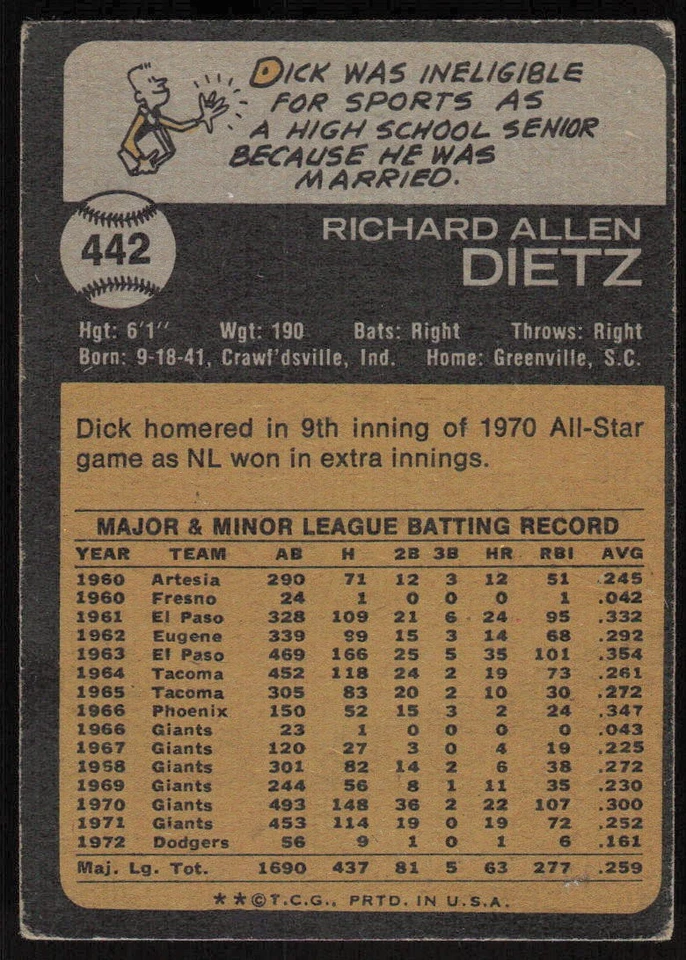 DICK WAS INELIGIBLE
FOR SPORTS AS
A HIGH SCHOOL SENIOR
BECAUSE HE WAS
MARRIED.
442
RICHARD ALLEN
DIETZ
Hgt: 6'1" Wgt: 190 Bats: Right Throws: Right
Born: 9-18-41, Crawf'dsville, Ind. Home: Greenville, S.C.
Dick homered in 9th inning of 1970 All-Star
game as NL won in extra innings.
MAJOR & MINOR LEAGUE BATTING RECORD
YEAR TEAM AB H 2B 3B HR RBI AVG
1960 Artesia 290 71 12 3 12 51 .245
1960 Fresno 24 1 0 0 0 1 .042
1961 El Paso 328 109 21 6 24 95 .332
1962 Eugene 339 99 15 3 14 68 .292
1963 El Paso 469 166 25 5 35 101 .354
1964 Tacoma 452 118 24 2 19 73 .261
1965 Tacoma 305 83 20 2 10 30 .272
1966 Phoenix 150 52 15 3 2 24 .347
1966 Giants 23 1 0 0 0 0 .043
1967 Giants 120 27 3 0 4 19 .225
1968 Giants 301 82 14 2 6 38 .272
1969 Giants 244 56 8 1 11 35 .230
1970 Giants 493 148 36 2 22 107 .300
1971 Giants 453 114 19 0 19 72 .252
1972 Dodgers 56 9 1 0 1 6 .161
Maj. Lg. Tot. 1690 437 81 5 63 277 .259
**©T.C.G., PRTD. IN U.S.A.